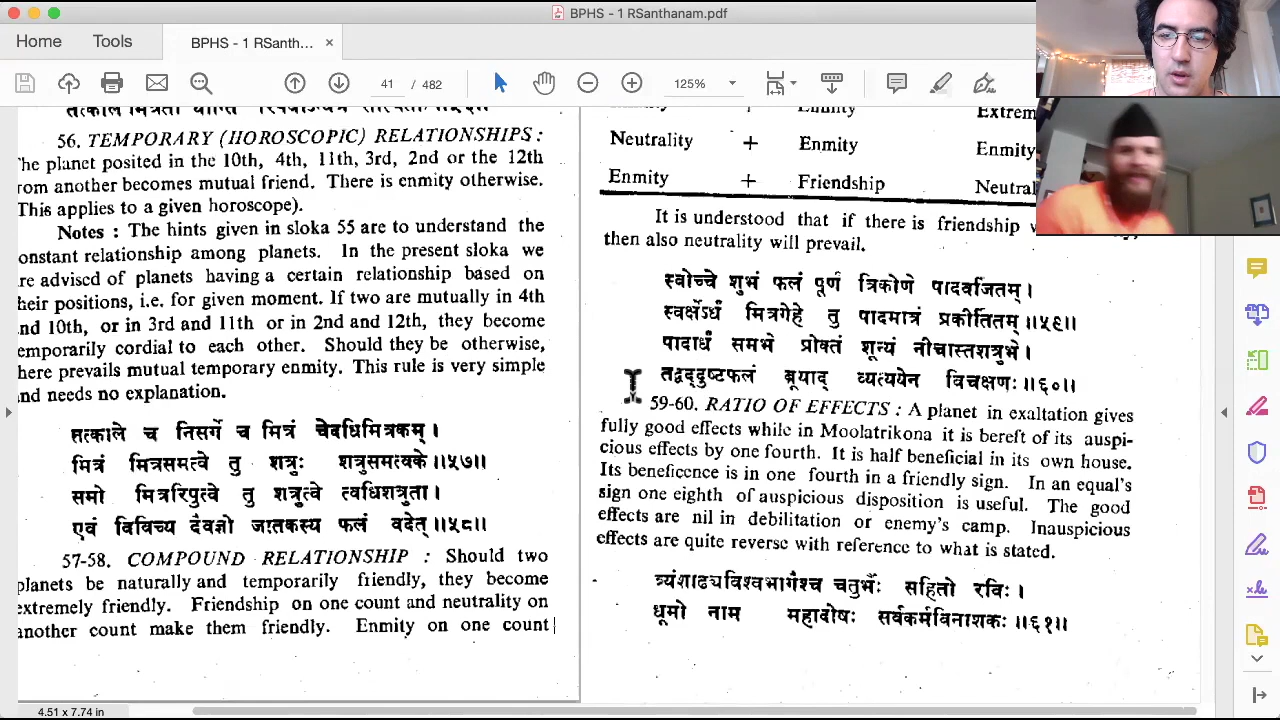 BPHS - 1 RSanthanam.pdf
Home
Tools
BPHS - 1 RSanth...
41
/ 482
125%
56. TEMPORARY (HOROSCOPIC) RELATIONSHIPS :
The planet posited in the 10th, 4th, 11th, 3rd, 2nd or the 12th
rom another becomes mutual friend. There is enmity otherwise.
This applies to a given horoscope).
Notes : The hints given in sloka 55 are to understand the
onstant relationship among planets. In the present sloka we
re advised of planets having a certain relationship based on
heir positions, i.e. for given moment. If two are mutually in 4th
nd 10th, or in 3rd and 11th or in 2nd and 12th, they become
emporarily cordial to each other. Should they be otherwise,
here prevails mutual temporary enmity. This rule is very simple
nd needs no explanation.
तत्काले च निसर्गे च मित्रं चेदधिमित्रकम् ।
मित्रं मित्रसमत्वे तु शत्रुः शत्रुसमत्वके ॥५७॥
समो मित्ररिपुत्वे तु शत्रुत्वे त्वधिशत्रुता ।
एवं विविच्य दैवज्ञो जातकस्य फलं वदेत् ॥५८॥
57-58. COMPOUND RELATIONSHIP : Should two
planets be naturally and temporarily friendly, they become
extremely friendly. Friendship on one count and neutrality on
another count make them friendly. Enmity on one count
Enmity
Extrem
Neutrality + Enmity Enmity
Enmity + Friendship Neutral
It is understood that if there is friendship
then also neutrality will prevail.
स्वोच्चे शुभं फलं पूर्णं त्रिकोणे पादवर्जितम् ।
स्वर्क्षेऽर्धं मित्रगेहे तु पादमात्रं प्रकीर्तितम् ॥५९॥
पादार्धं समभे प्रोक्तं शून्यं नीचास्तशत्रुभे ।
तद्वद्दुष्टफलं ब्रूयाद् व्यत्ययेन विचक्षणः ॥६०॥
59-60. RATIO OF EFFECTS : A planet in exaltation gives
fully good effects while in Moolatrikona it is bereft of its auspi-
cious effects by one fourth. It is half beneficial in its own house.
Its beneficence is in one fourth in a friendly sign. In an equal's
sign one eighth of auspicious disposition is useful. The good
effects are nil in debilitation or enemy's camp. Inauspicious
effects are quite reverse with reference to what is stated.
त्र्यंशाढ्यविश्वभागैश्च चतुर्भैः सहितो रविः ।
धूमो नाम महादोषः सर्वकर्मविनाशकः ॥६१॥
4.51 x 7.74 in